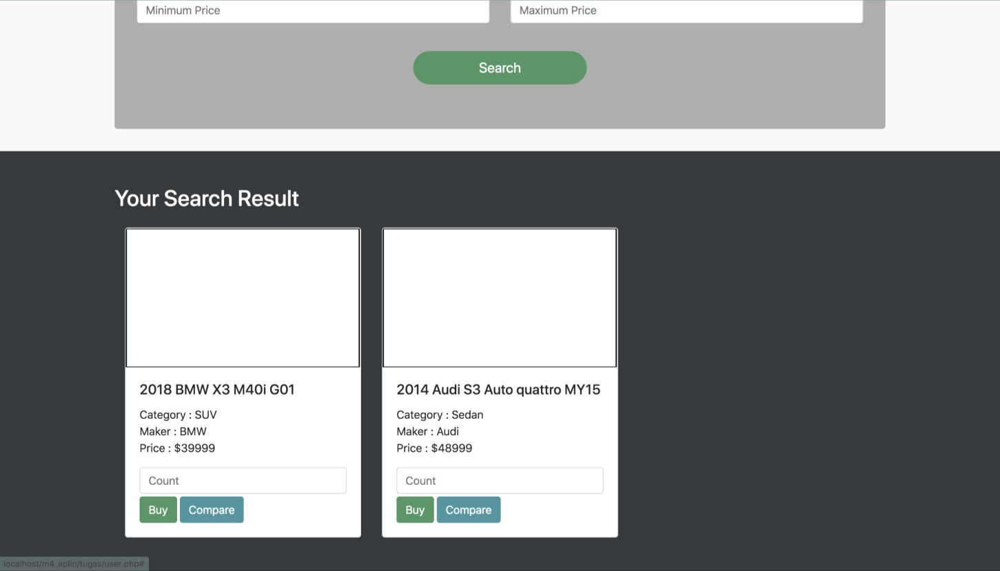 Minimum Price
Maximum Price
Search
Your Search Result
2018 BMW X3 M40i G01
Category : SUV
Maker : BMW
Price : $39999
Count
Buy
Compare
2014 Audi S3 Auto quattro MY15
Category : Sedan
Maker : Audi
Price : $48999
Count
Buy
Compare
localhost/m4_aplin/tugas/user.php#